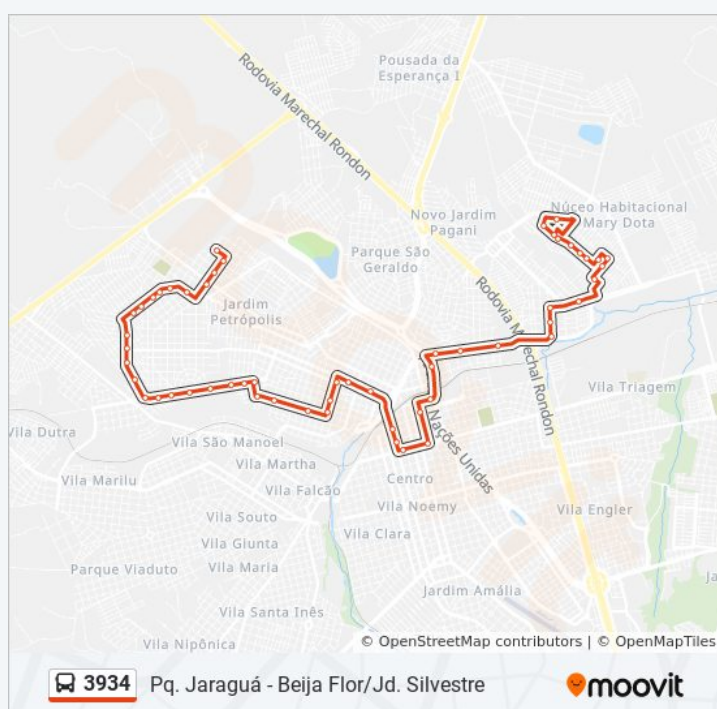 Pousada da
Esperança I
Rodovia Marechal Rondon
Núceo Habitacional
Mary Dota
Novo Jardim
Pagani
Parque São
Geraldo
Rodovia Marechal Rondon
Jardim
Petrópolis
Vila Triagem
Vila Dutra
Vila São Manoel
Nações Unidas
Vila Martha
Vila Marilu
Centro
Vila Falcão
Vila Souto
Vila Noemy
Vila Engler
Vila Clara
Vila Giunta
Parque Viaduto
Vila Maria
Ja
Jardim Amália
Vila Santa Inês
Vila Nipônica
© OpenStreetMap contributors | © OpenMapTiles
3934 Pq. Jaraguá - Beija Flor/Jd. Silvestre
moovit